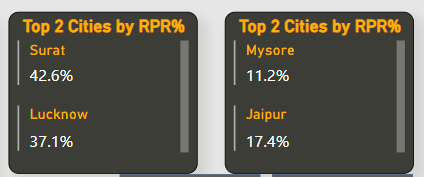 Top 2 Cities by RPR%
Surat
42.6%
Lucknow
37.1%
Top 2 Cities by RPR%
Mysore
11.2%
Jaipur
17.4%